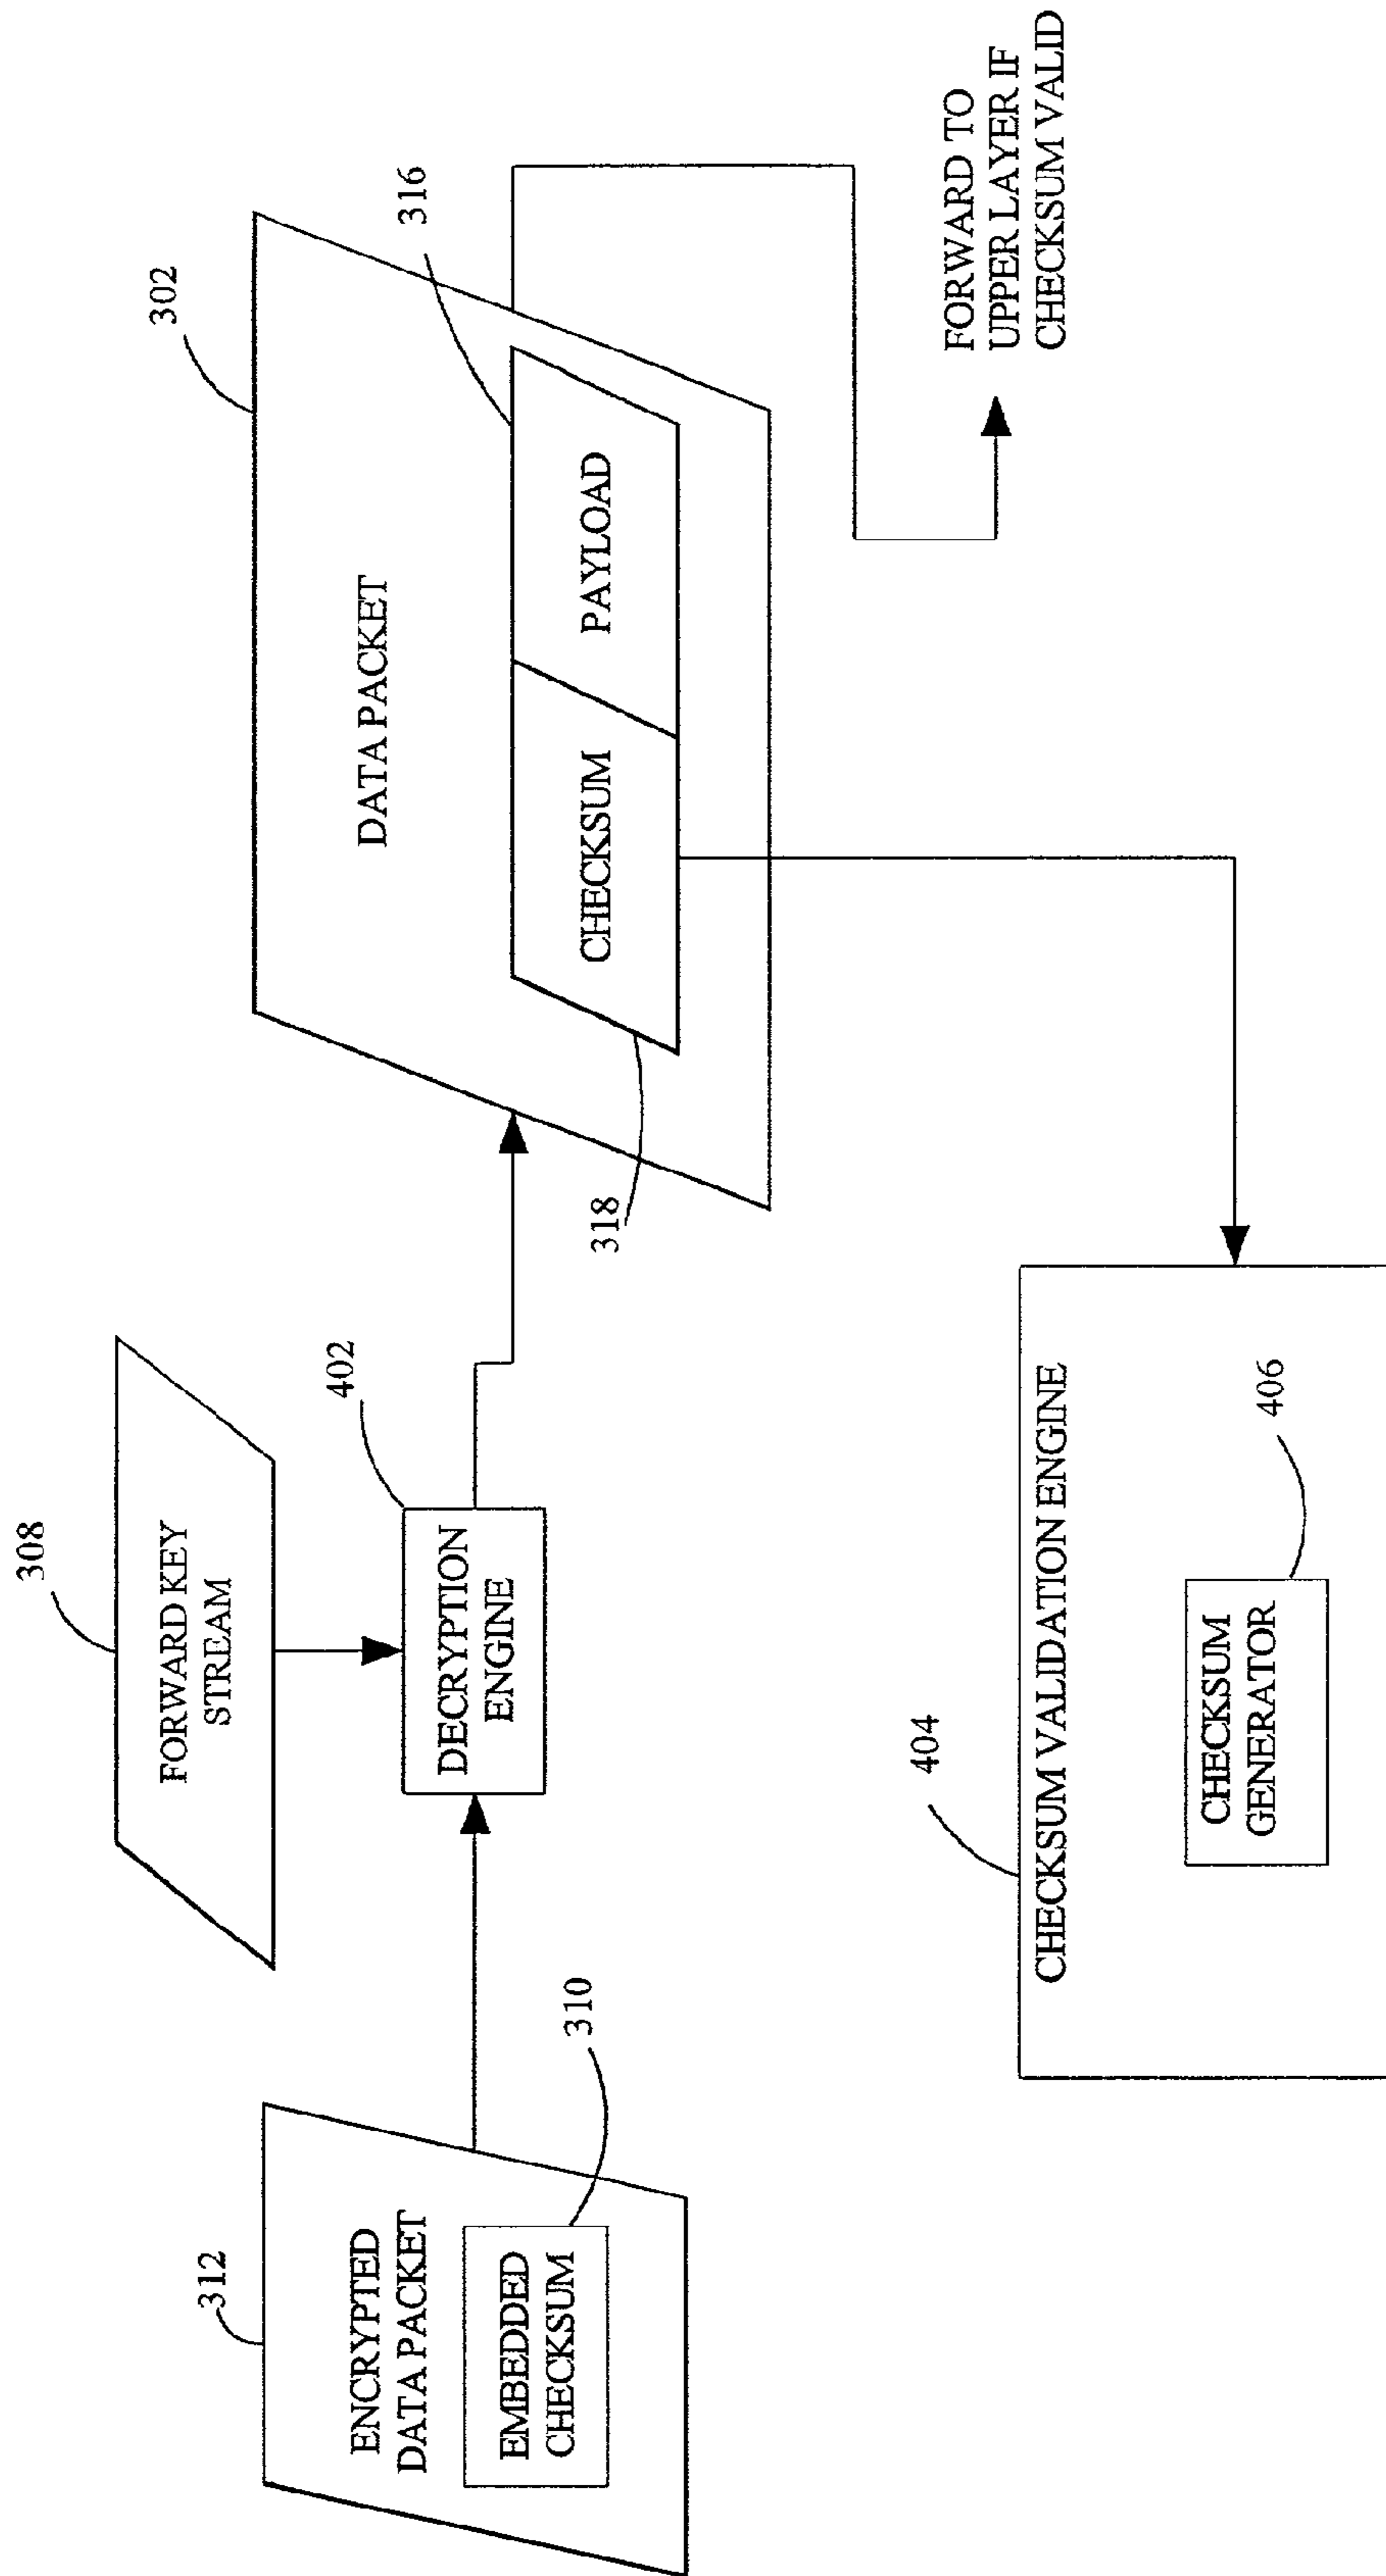 308
FORWARD KEY
STREAM
302
DATA PACKET
316
CHECKSUM
PAYLOAD
318
312
ENCRYPTED
DATA PACKET
EMBEDDED
CHECKSUM
310
402
DECRYPTION
ENGINE
404
CHECKSUM VALIDATION ENGINE
CHECKSUM
GENERATOR
406
FORWARD TO
UPPER LAYER IF
CHECKSUM VALID